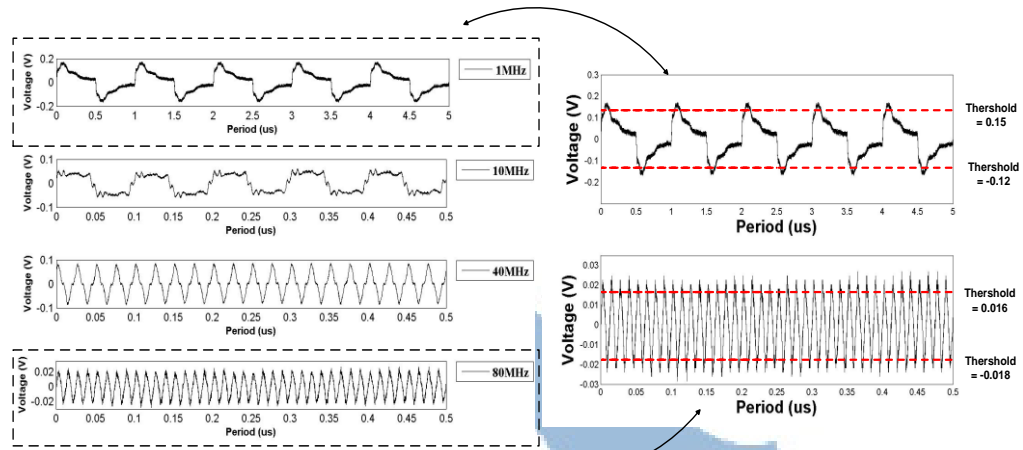 0.2
0
-0.2
Voltage (V)
0 0.5 1 1.5 2 2.5 3 3.5 4 4.5 5
Period (us)
1MHz
0.1
0
-0.1
Voltage (V)
0 0.05 0.1 0.15 0.2 0.25 0.3 0.35 0.4 0.45 0.5
Period (us)
10MHz
0.1
0
-0.1
Voltage (V)
0 0.05 0.1 0.15 0.2 0.25 0.3 0.35 0.4 0.45 0.5
Period (us)
40MHz
0.02
0
-0.02
Voltage (V)
0 0.05 0.1 0.15 0.2 0.25 0.3 0.35 0.4 0.45 0.5
Period (us)
80MHz
0.3
0.2
0.1
0
-0.1
-0.2
Voltage (V)
0 0.5 1 1.5 2 2.5 3 3.5 4 4.5 5
Period (us)
Thershold
= 0.15
Thershold
= -0.12
0.03
0.02
0.01
0
-0.01
-0.02
-0.03
Voltage (V)
0 0.05 0.1 0.15 0.2 0.25 0.3 0.35 0.4 0.45 0.5
Period (us)
Thershold
0.016
Thershold
= -0.018